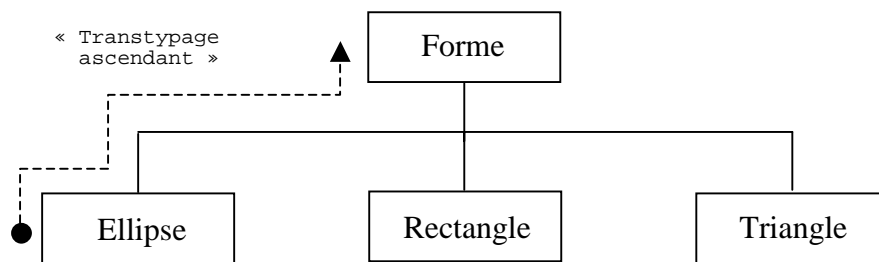 « Transtypage
ascendant »
Forme
Ellipse
Rectangle
Triangle